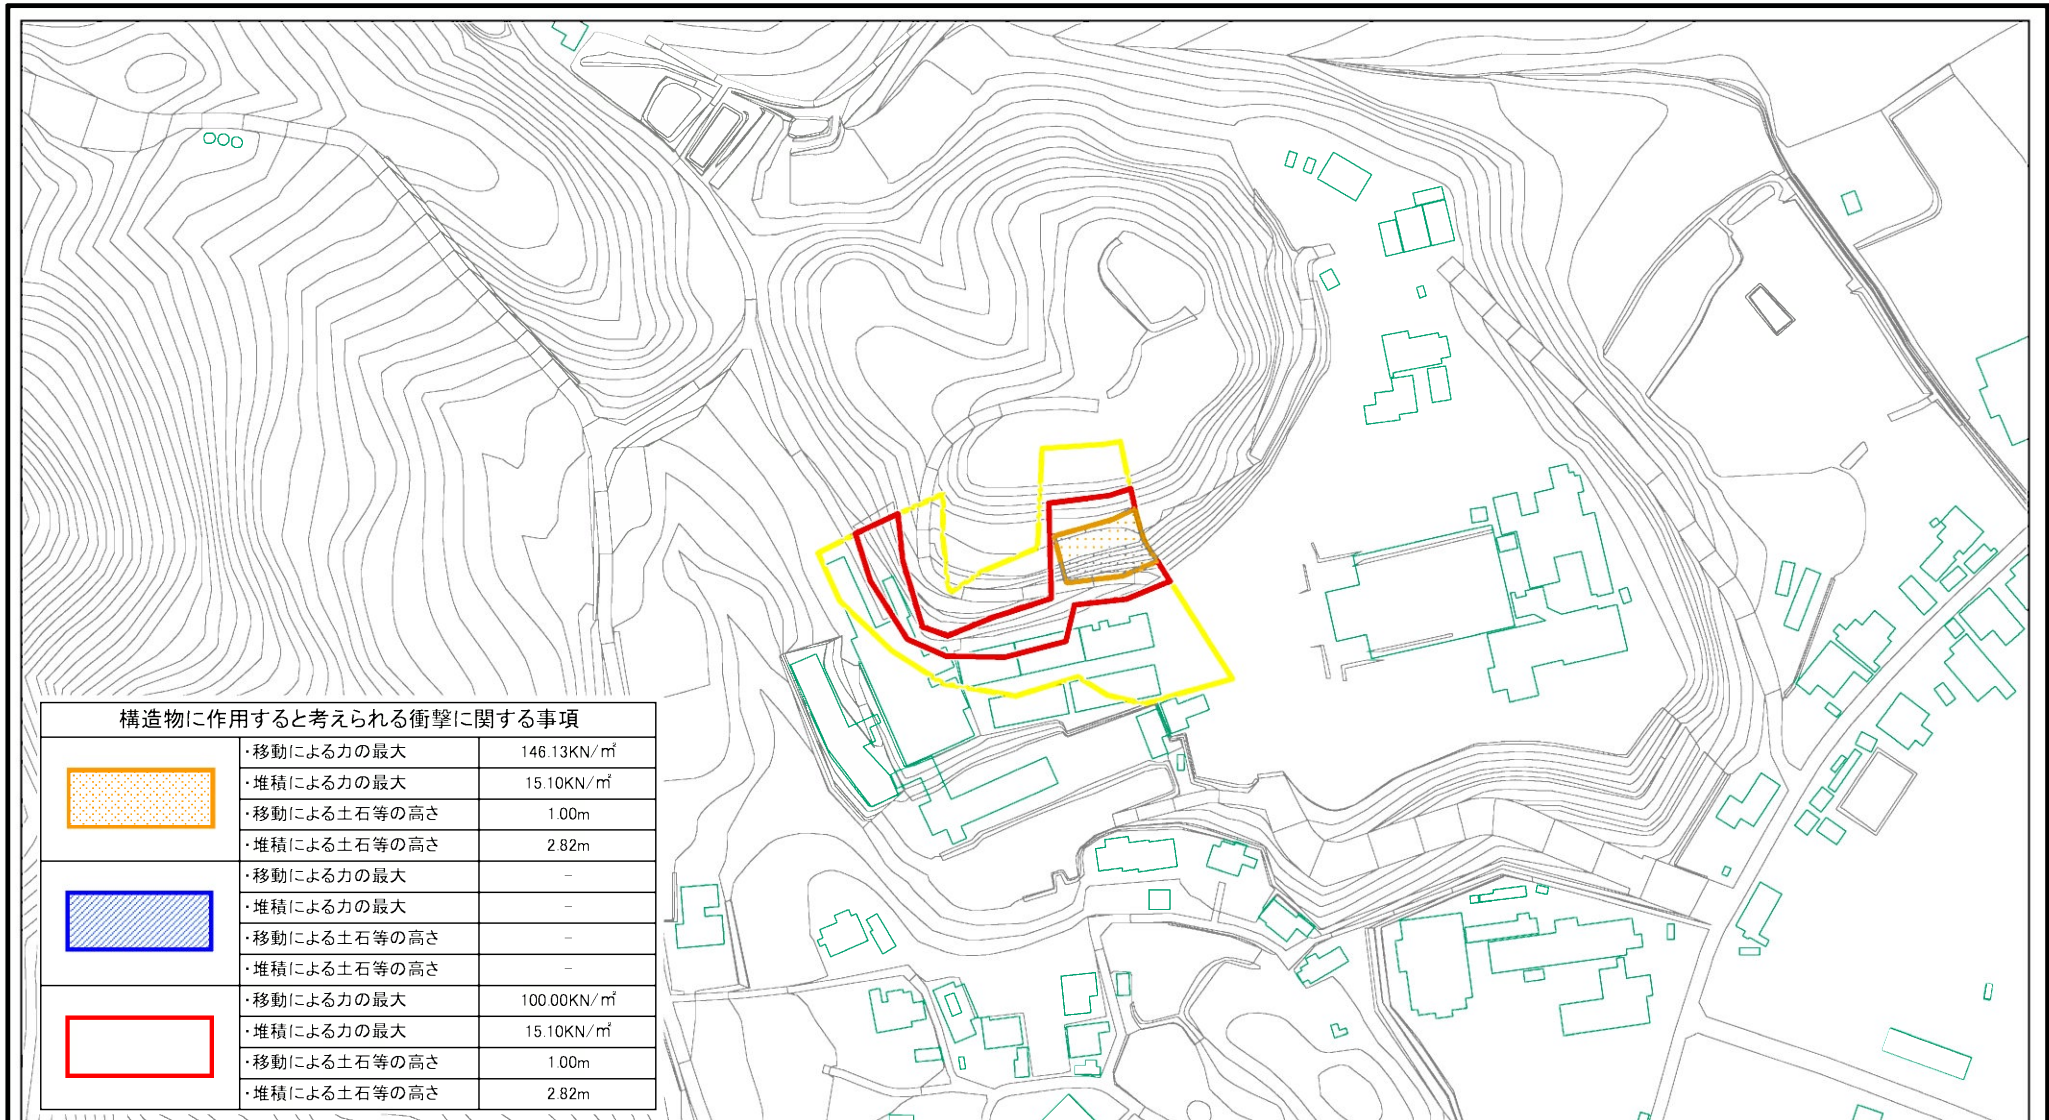 構造物に作用すると考えられる衝撃に関する事項
・移動による力の最大 146.13KN/㎡
・堆積による力の最大 15.10KN/㎡
・移動による土石等の高さ 1.00m
・堆積による土石等の高さ 2.82m
・移動による力の最大 －
・堆積による力の最大 －
・移動による土石等の高さ －
・堆積による土石等の高さ －
・移動による力の最大 100.00KN/㎡
・堆積による力の最大 15.10KN/㎡
・移動による土石等の高さ 1.00m
・堆積による土石等の高さ 2.82m